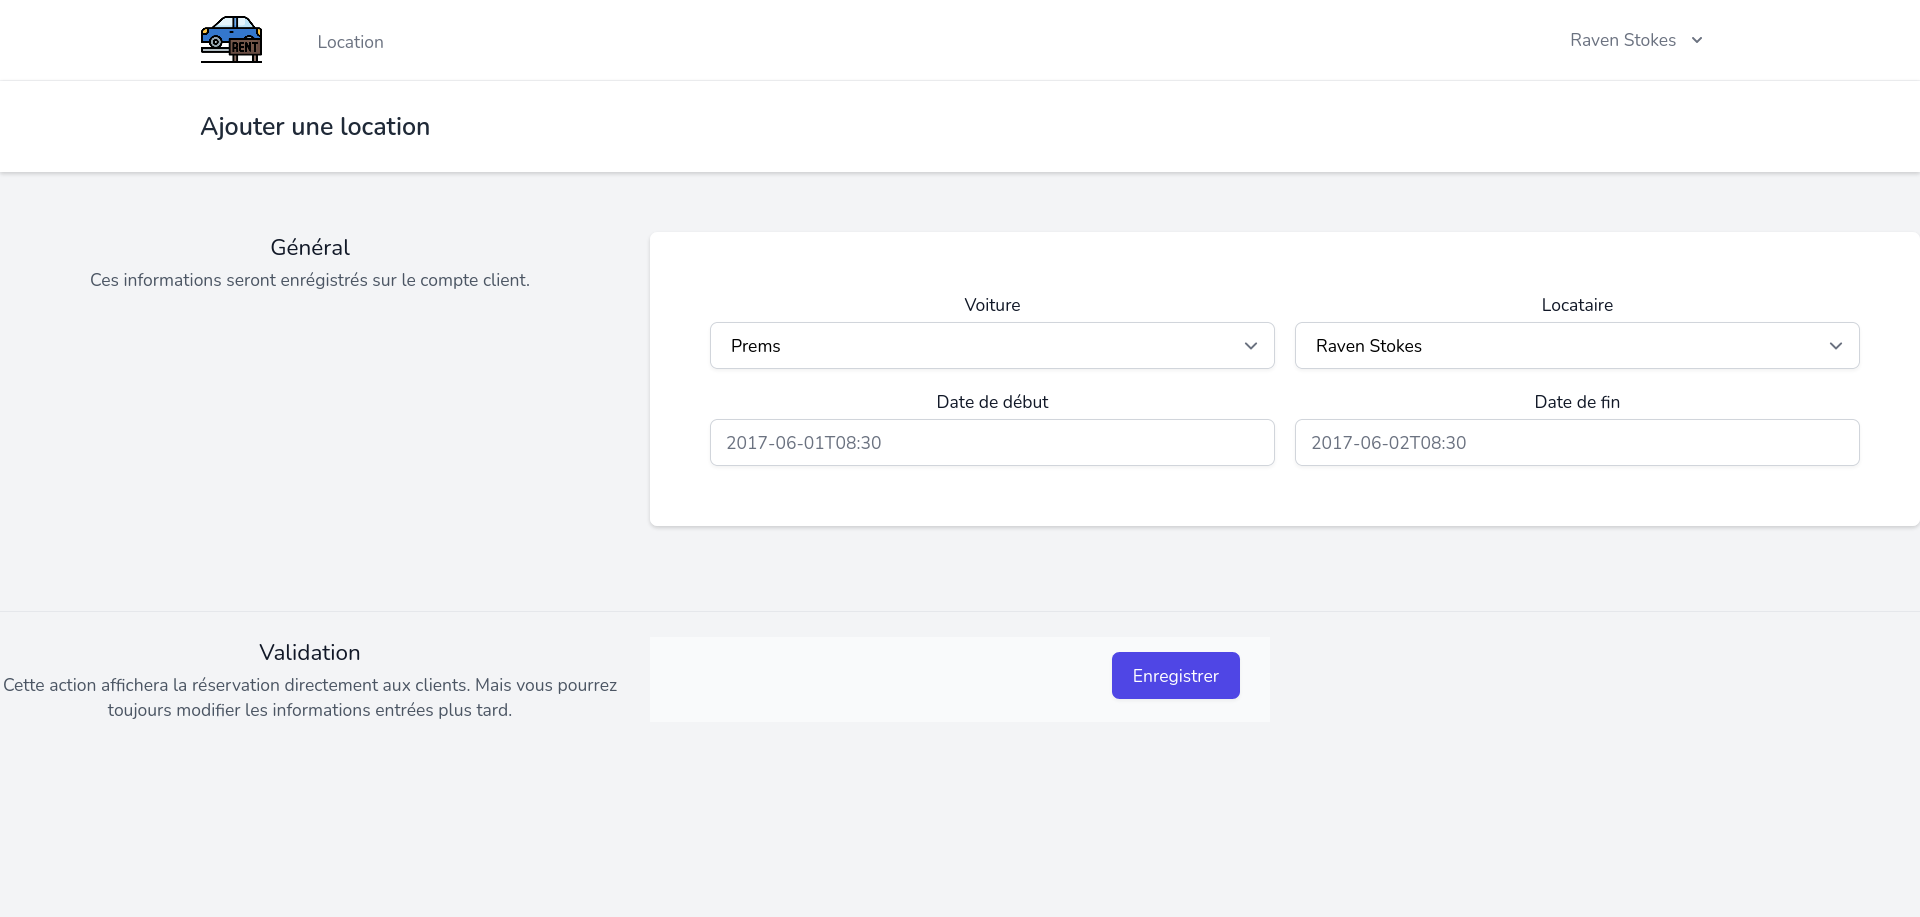 RENT
Location
Raven Stokes
Ajouter une location
Général
Ces informations seront enrégistrés sur le compte client.
Voiture
Locataire
Prems
Raven Stokes
Date de début
Date de fin
2017-06-01T08:30
2017-06-02T08:30
Validation
Cette action affichera la réservation directement aux clients. Mais vous pourrez
toujours modifier les informations entrées plus tard.
Enregistrer